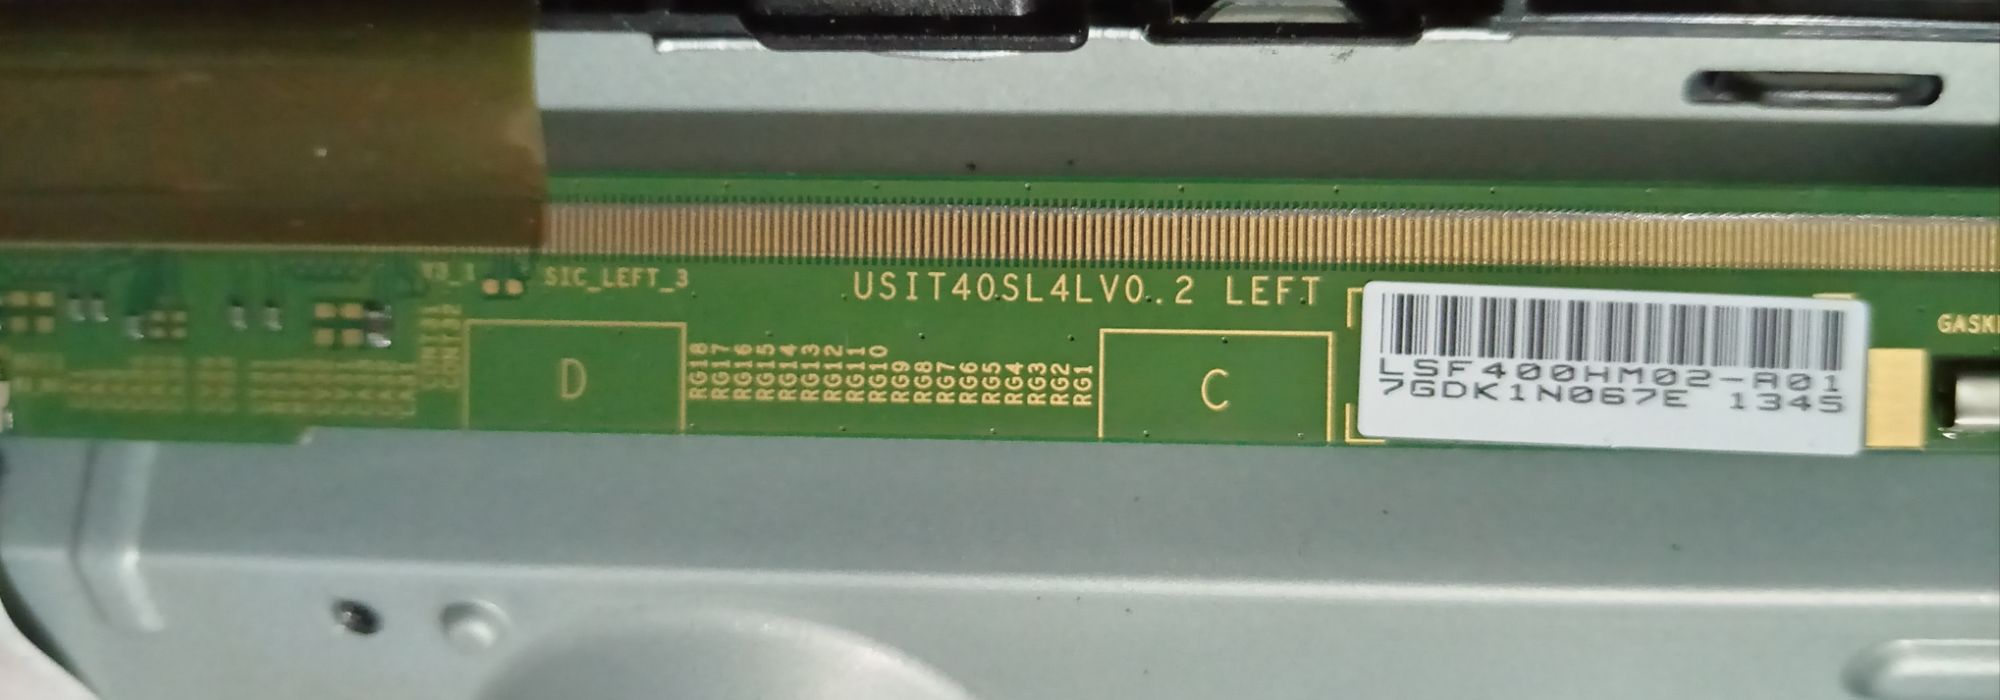 SIC_LEFT_3
USIT40SL4LV0.2 LEFT
D
RG18
RG17
RG16
RG15
RG14
RG13
RG12
RG11
RG10
RG9
RG8
RG7
RG6
RG5
RG4
RG3
RG2
RG1
C
LSF400HM02-A01
7GDK1N067E 1345
GASK